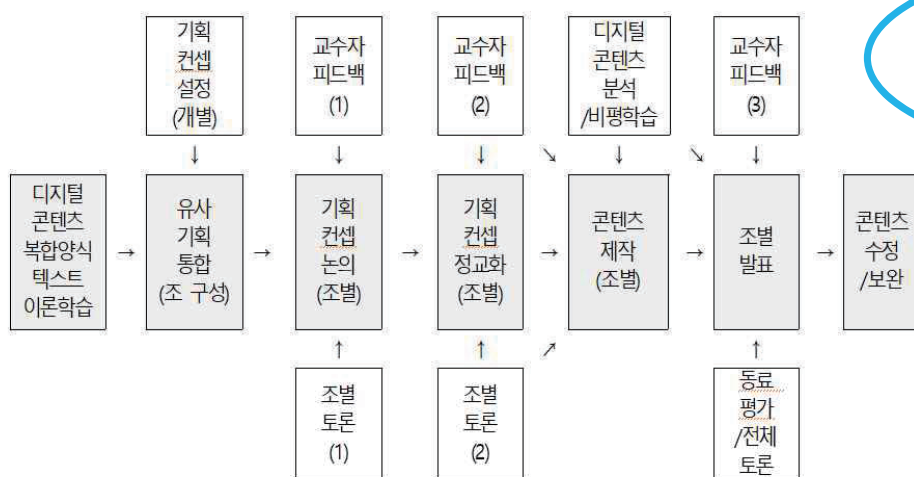 기획
컨셉
설정
(개별)
교수자
피드백
(1)
교수자
피드백
(2)
디지털
콘텐츠
분석
/비평학습
교수자
피드백
(3)
디지털
콘텐츠
복합양식
텍스트
이론학습
유사
기획
통합
(조 구성)
기획
컨셉
논의
(조별)
기획
컨셉
정교화
(조별)
콘텐츠
제작
(조별)
조별
발표
콘텐츠
수정
/보완
조별
토론
(1)
조별
토론
(2)
동료
평가
/전체
토론